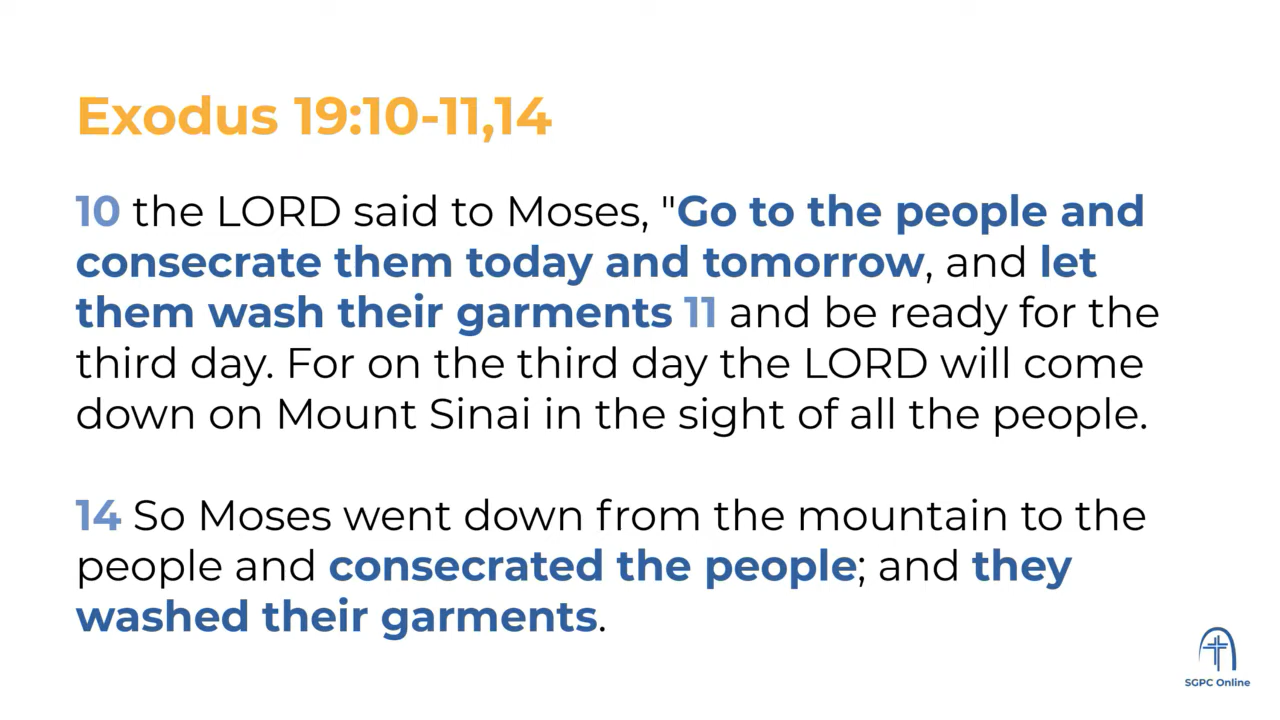 Exodus 19:10-11,14
10 the LORD said to Moses, "Go to the people and
consecrate them today and tomorrow, and let
them wash their garments 11 and be ready for the
third day. For on the third day the LORD will come
down on Mount Sinai in the sight of all the people.
14 So Moses went down from the mountain to the
people and consecrated the people; and they
washed their garments.
SGPC Online